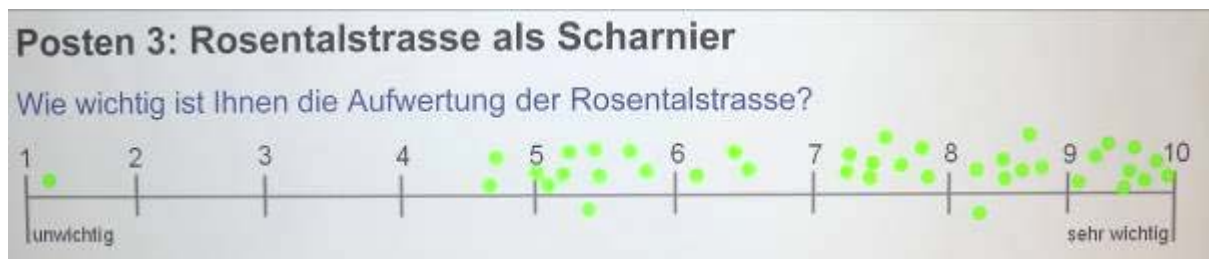 Posten 3: Rosentalstrasse als Scharnier
Wie wichtig ist Ihnen die Aufwertung der Rosentalstrasse?
1 2 3 4 5 6 7 8 9 10
unwichtig sehr wichtig